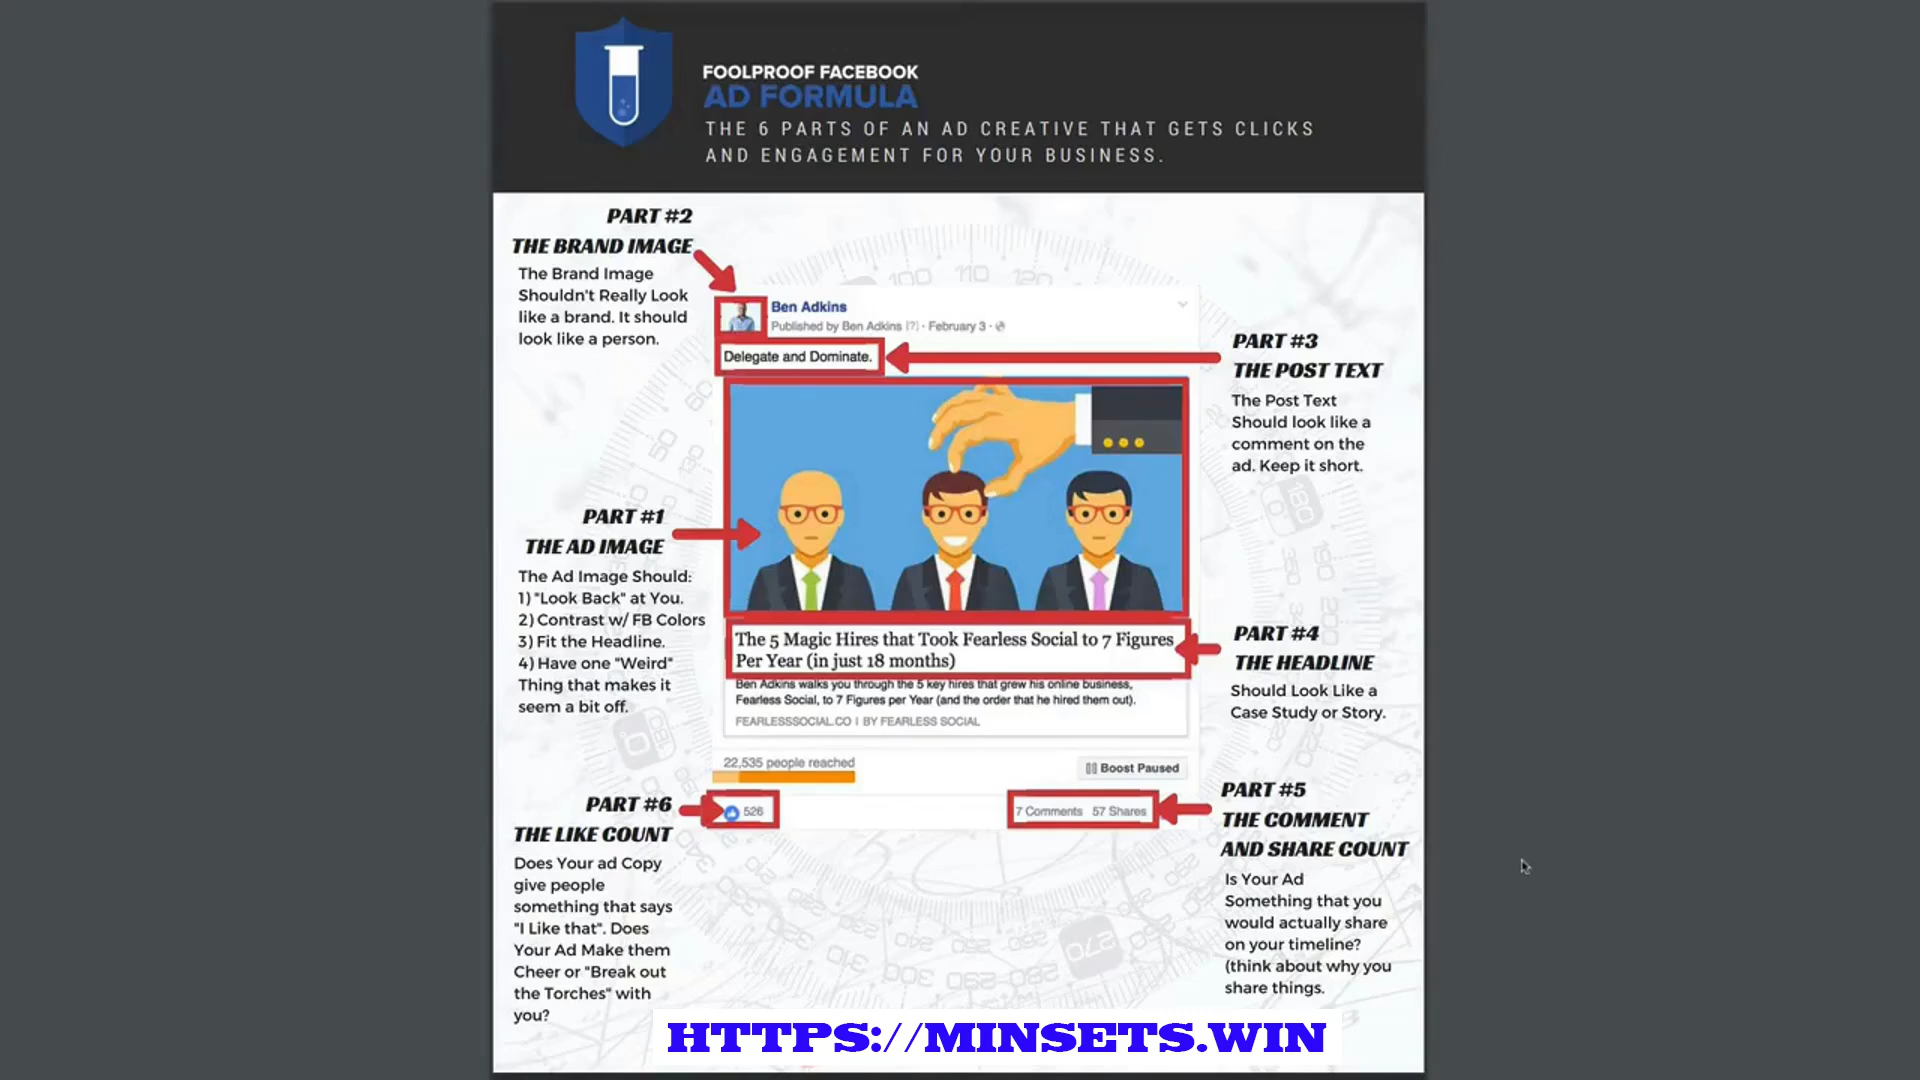 FOOLPROOF FACEBOOK
AD FORMULA
THE 6 PARTS OF AN AD CREATIVE THAT GETS CLICKS
AND ENGAGEMENT FOR YOUR BUSINESS.
PART #2
THE BRAND IMAGE
The Brand Image
Shouldn't Really Look
like a brand. It should
look like a person.
Ben Adkins
Published by Ben Adkins [?] · February 3 ·
Delegate and Dominate.
PART #3
THE POST TEXT
The Post Text
Should look like a
comment on the
ad. Keep it short.
PART #1
THE AD IMAGE
The Ad Image Should:
1) "Look Back" at You.
2) Contrast w/ FB Colors
3) Fit the Headline.
4) Have one "Weird"
Thing that makes it
seem a bit off.
The 5 Magic Hires that Took Fearless Social to 7 Figures
Per Year (in just 18 months)
Ben Adkins walks you through the 5 key hires that grew his online business,
Fearless Social, to 7 Figures per Year (and the order that he hired them out).
FEARLESSSOCIAL.CO | BY FEARLESS SOCIAL
PART #4
THE HEADLINE
Should Look Like a
Case Study or Story.
22,535 people reached
Boost Paused
526
7 Comments 57 Shares
PART #6
THE LIKE COUNT
Does Your ad Copy
give people
something that says
"I Like that". Does
Your Ad Make them
Cheer or "Break out
the Torches" with
you?
PART #5
THE COMMENT
AND SHARE COUNT
Is Your Ad
Something that you
would actually share
on your timeline?
(think about why you
share things.
HTTPS://MINSETS.WIN